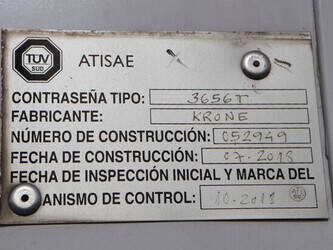 TÜV
SUD
ATISAE
CONTRASEÑA TIPO: 3656T
FABRICANTE: KRONE
NÚMERO DE CONSTRUCCIÓN: 052949
FECHA DE CONSTRUCCIÓN: 07-2018
FECHA DE INSPECCIÓN INICIAL Y MARCA DEL
ANISMO DE CONTROL: 10-2018